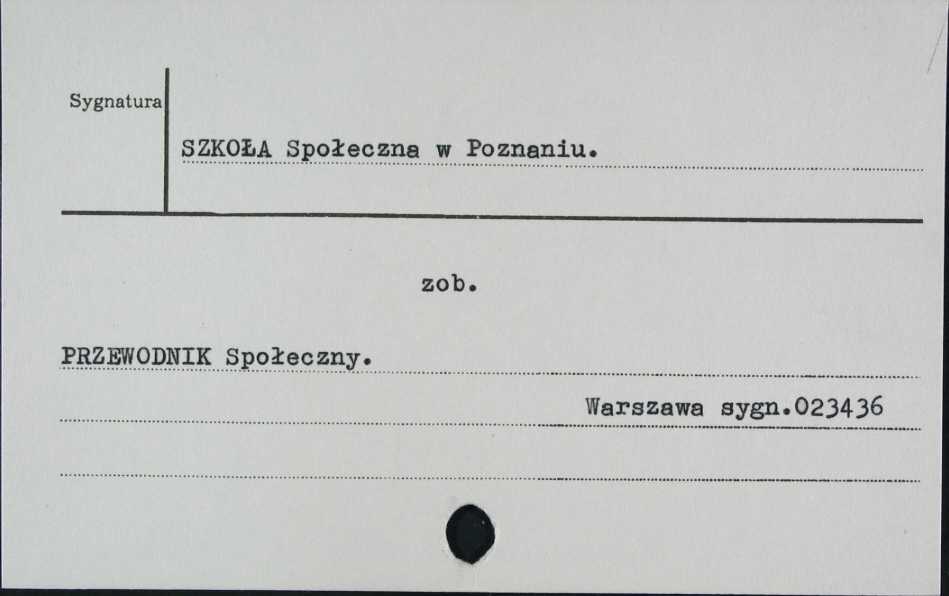 Sygnatura
SZKOŁA Społeczna w Poznaniu.
zob.
PRZEWODNIK Społeczny.
Warszawa sygn.023436